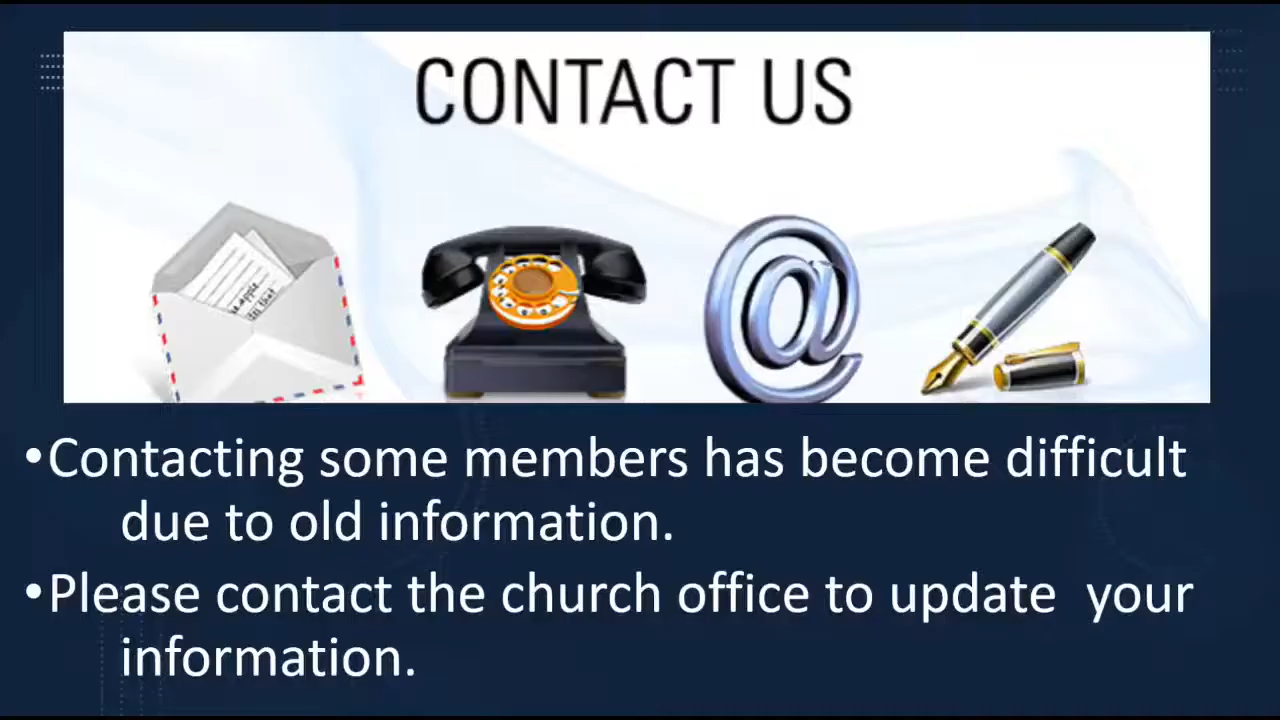 CONTACT US
•Contacting some members has become difficult
due to old information.
•Please contact the church office to update  your
information.